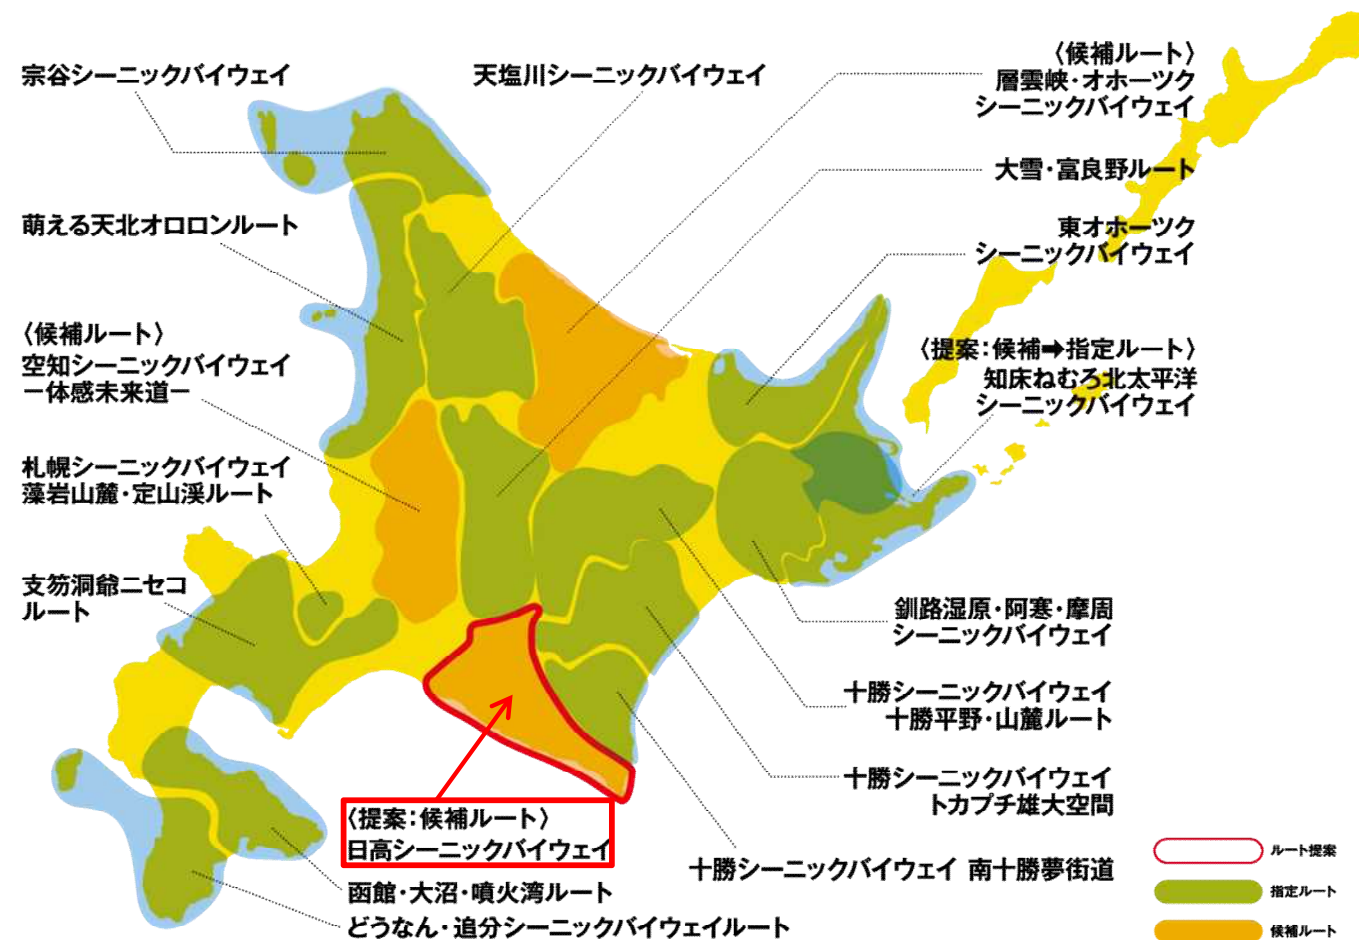 宗谷シーニックバイウェイ
天塩川シーニックバイウェイ
〈候補ルート〉
層雲峡・オホーツク
シーニックバイウェイ
大雪・富良野ルート
萌える天北オロロンルート
東オホーツク
シーニックバイウェイ
〈候補ルート〉
空知シーニックバイウェイ
ー体感未来道ー
〈提案：候補➡指定ルート〉
知床ねむろ北太平洋
シーニックバイウェイ
札幌シーニックバイウェイ
藻岩山麓・定山渓ルート
支笏洞爺ニセコ
ルート
釧路湿原・阿寒・摩周
シーニックバイウェイ
十勝シーニックバイウェイ
十勝平野・山麓ルート
十勝シーニックバイウェイ
トカプチ雄大空間
〈提案：候補ルート〉
日高シーニックバイウェイ
十勝シーニックバイウェイ 南十勝夢街道
函館・大沼・噴火湾ルート
どうなん・追分シーニックバイウェイルート
ルート提案
指定ルート
候補ルート